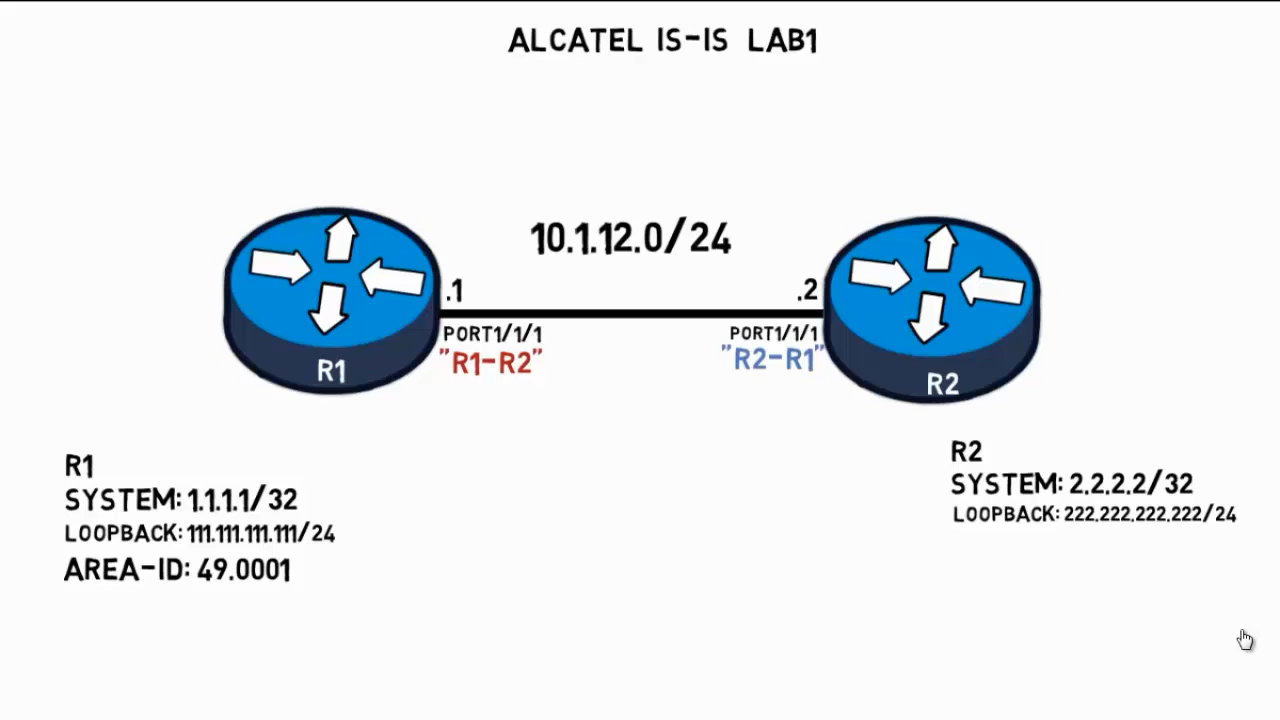 ALCATEL IS-IS LAB1
10.1.12.0/24
.1
.2
PORT1/1/1
PORT1/1/1
"R1-R2"
"R2-R1"
R1
R2
R1
SYSTEM: 1.1.1.1/32
LOOPBACK: 111.111.111.111/24
AREA-ID: 49.0001
R2
SYSTEM: 2.2.2.2/32
LOOPBACK: 222.222.222.222/24